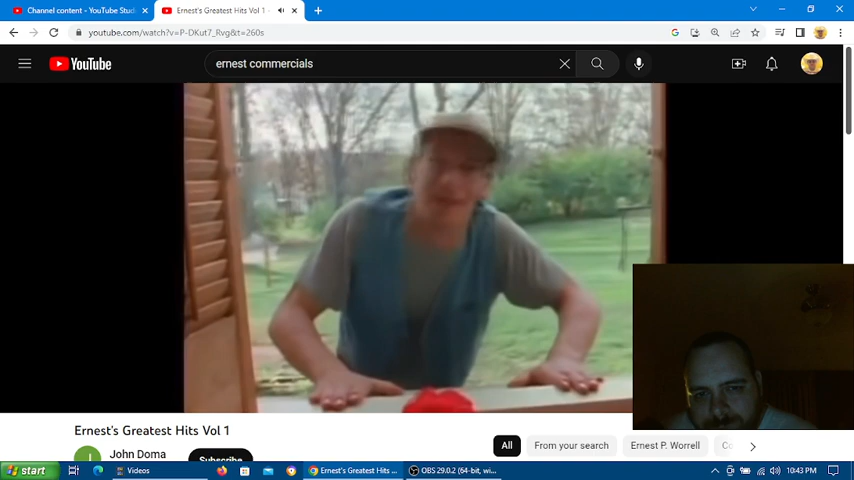 Channel content - YouTube Stud
Ernest's Greatest Hits Vol 1 -
youtube.com/watch?v=P-DKut7_Rvg&t=260s
YouTube
ernest commercials
Ernest's Greatest Hits Vol 1
John Doma
Subscribe
All
From your search
Ernest P. Worrell
start
Videos
Ernest's Greatest Hits ...
OBS 29.0.2 (64-bit, wi...
10:43 PM